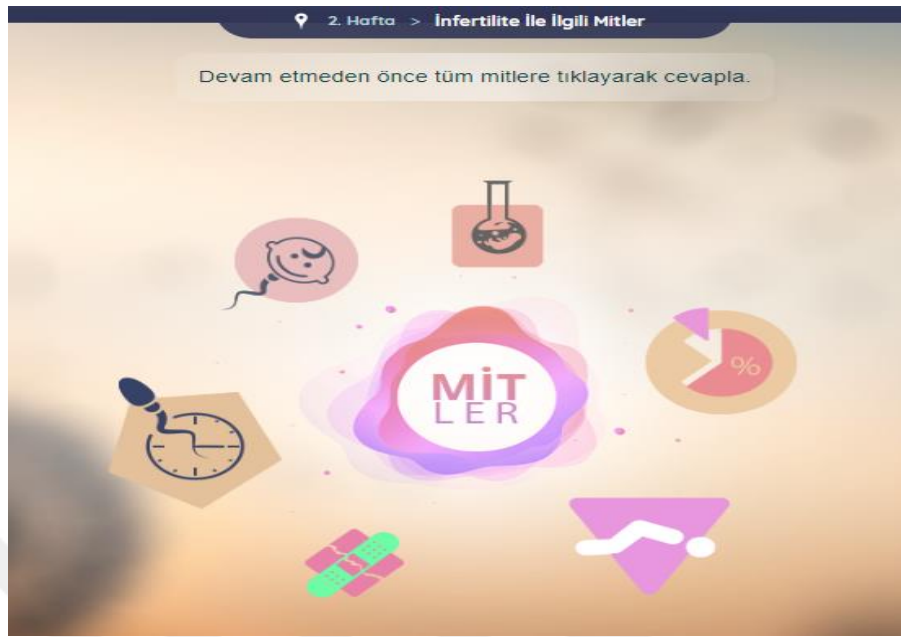 2. Hafta > İnfertilite İle İlgili Mitler
Devam etmeden önce tüm mitlere tıklayarak cevapla.
%
MİT
LER